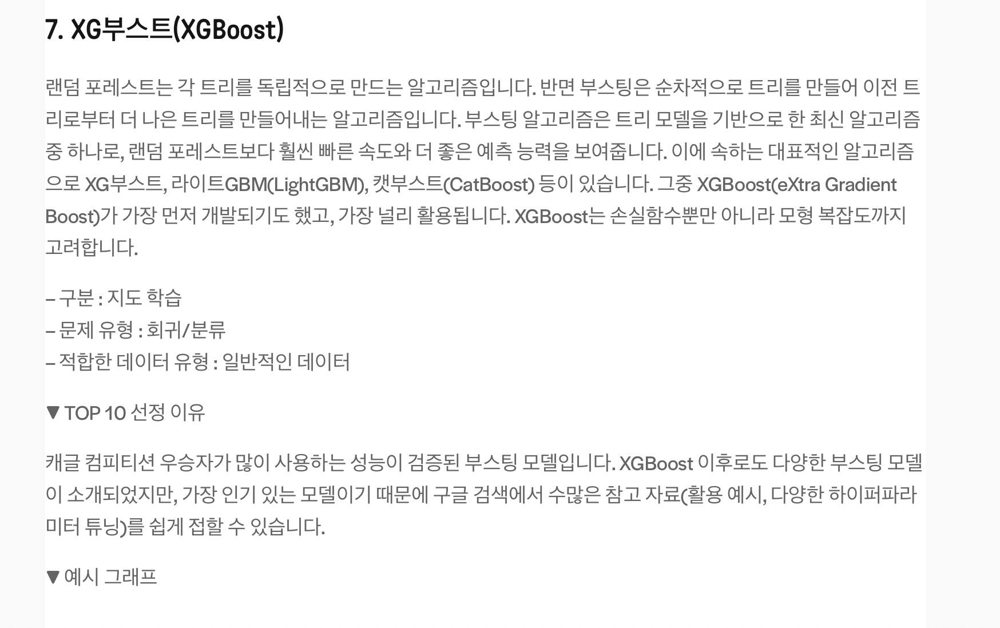 7. XG부스트(XGBoost)
랜덤 포레스트는 각 트리를 독립적으로 만드는 알고리즘입니다. 반면 부스팅은 순차적으로 트리를 만들어 이전 트
리로부터 더 나은 트리를 만들어내는 알고리즘입니다. 부스팅 알고리즘은 트리 모델을 기반으로 한 최신 알고리즘
중 하나로, 랜덤 포레스트보다 훨씬 빠른 속도와 더 좋은 예측 능력을 보여줍니다. 이에 속하는 대표적인 알고리즘
으로 XG부스트, 라이트GBM(LightGBM), 캣부스트(CatBoost) 등이 있습니다. 그중 XGBoost(eXtra Gradient
Boost)가 가장 먼저 개발되기도 했고, 가장 널리 활용됩니다. XGBoost는 손실함수뿐만 아니라 모형 복잡도까지
고려합니다.
– 구분 : 지도 학습
– 문제 유형 : 회귀/분류
– 적합한 데이터 유형 : 일반적인 데이터
▼ TOP 10 선정 이유
캐글 컴피티션 우승자가 많이 사용하는 성능이 검증된 부스팅 모델입니다. XGBoost 이후로도 다양한 부스팅 모델
이 소개되었지만, 가장 인기 있는 모델이기 때문에 구글 검색에서 수많은 참고 자료(활용 예시, 다양한 하이퍼파라
미터 튜닝)를 쉽게 접할 수 있습니다.
▼ 예시 그래프